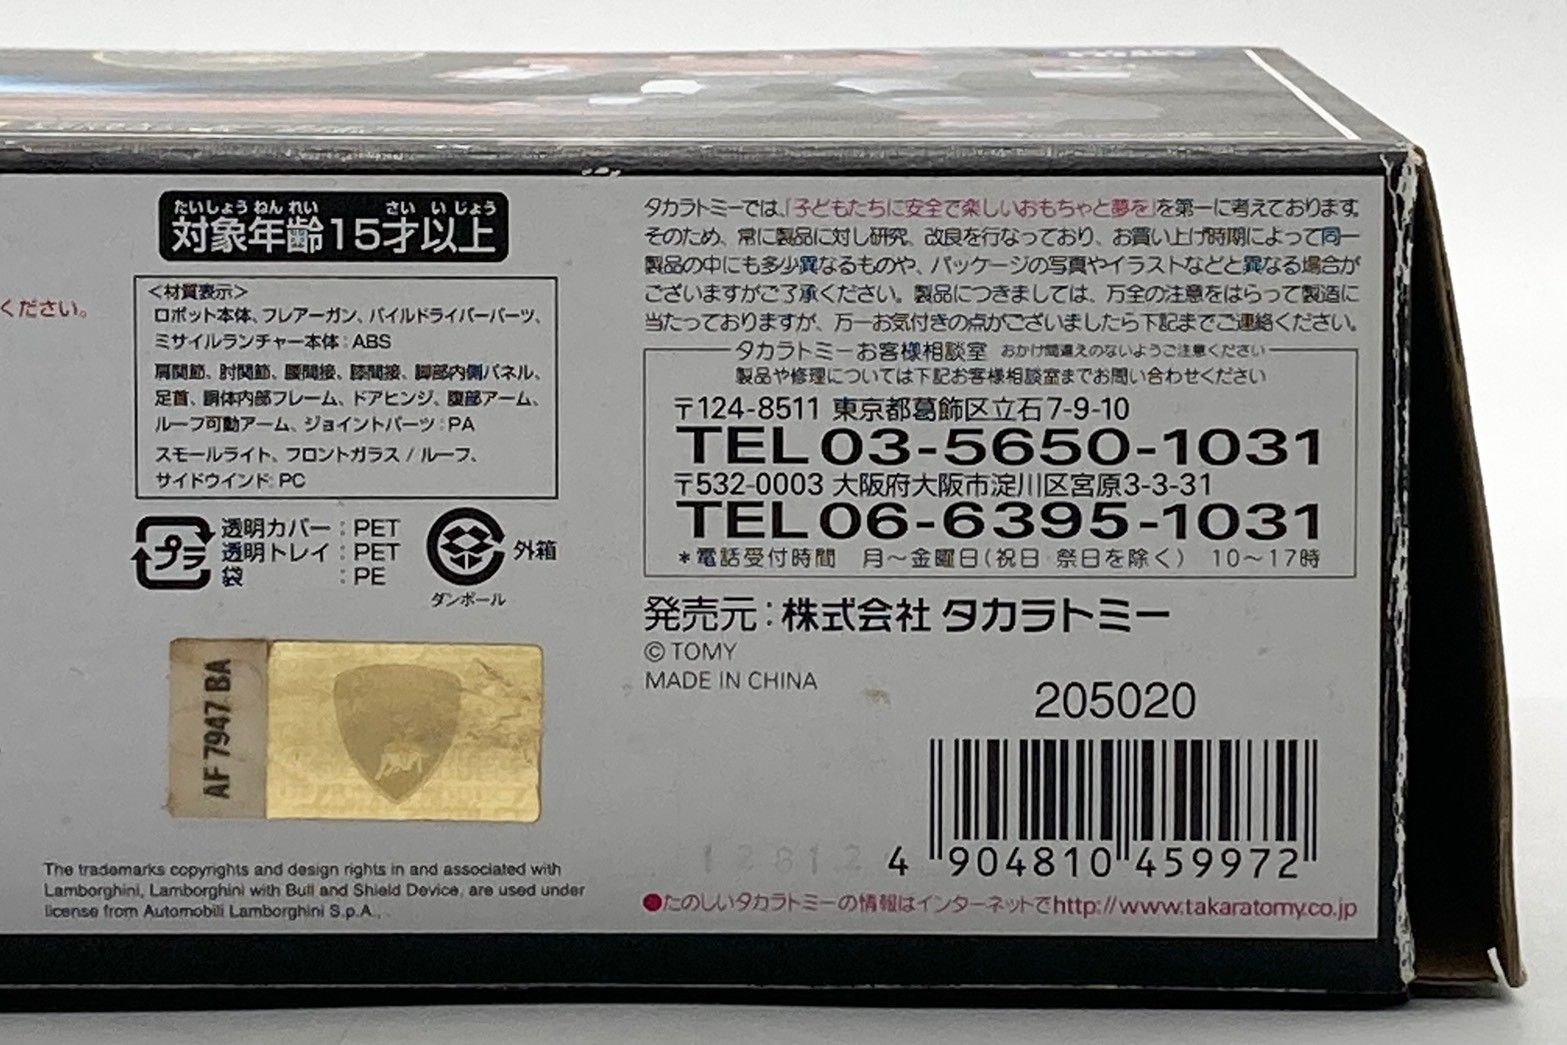 ください。
たいしょう ねん れい さい い じょう
対象年齢15才以上
<材質表示>
ロボット本体、フレアーガン、パイルドライバーパーツ、
ミサイルランチャー本体：ABS
肩関節、肘関節、腰間接、膝間接、脚部内側パネル、
足首、胴体内部フレーム、ドアヒンジ、腹部アーム、
ルーフ可動アーム、ジョイントパーツ：PA
スモールライト、フロントガラス / ルーフ、
サイドウインド：PC
プラ
透明カバー：PET
透明トレイ：PET
袋：PE
外箱
ダンボール
AF 7947 BA
The trademarks copyrights and design rights in and associated with
Lamborghini, Lamborghini with Bull and Shield Device, are used under
license from Automobili Lamborghini S.p.A.,
タカラトミーでは、「子どもたちに安全で楽しいおもちゃと夢を」を第一に考えております。
そのため、常に製品に対し研究、改良を行なっており、お買い上げ時期によって同一
製品の中にも多少異なるものや、パッケージの写真やイラストなどと異なる場合が
ございますがご了承ください。製品につきましては、万全の注意をはらって製造に
当たっておりますが、万一お気付きの点がございましたら下記までご連絡ください。
タカラトミーお客様相談室 おかけ間違えのないようご注意ください
製品や修理については下記お客様相談室までお問い合わせください
〒124-8511 東京都葛飾区立石7-9-10
TEL03-5650-1031
〒532-0003 大阪府大阪市淀川区宮原3-3-31
TEL06-6395-1031
*電話受付時間 月〜金曜日（祝日・祭日を除く） 10〜17時
発売元：株式会社 タカラトミー
© TOMY
MADE IN CHINA
205020
12812
4 904810 459972
●たのしいタカラトミーの情報はインターネットでhttp://www.takaratomy.co.jp